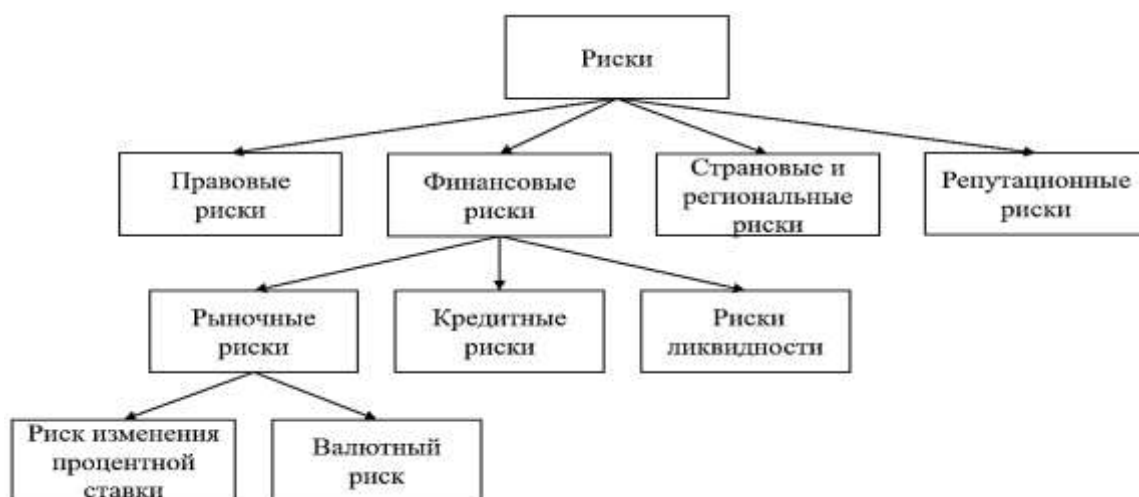 Риски
Правовые
риски
Финансовые
риски
Страновые и
региональные
риски
Репутационные
риски
Рыночные
риски
Кредитные
риски
Риски
ликвидности
Риск изменения
процентной
ставки
Валютный
риск